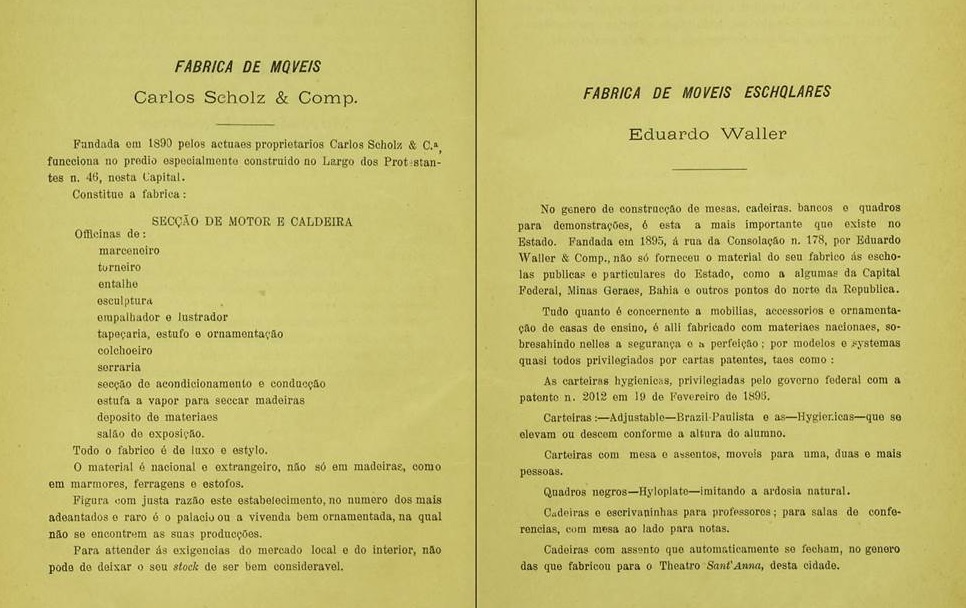 FABRICA DE MOVEIS
Carlos Scholz & Comp.
Fundada em 1890 pelos actuaes proprietarios Carlos Scholz & C.ª,
funcciona no predio especialmente construido no Largo dos Protestan-
tes n. 46, nesta Capital.
Constitue a fabrica:
SECÇÃO DE MOTOR E CALDEIRA
Officinas de:
marceneiro
torneiro
entalhe
esculptura
empalhador e lustrador
tapeçaria, estufo e ornamentação
colchoeiro
serraria
secção de acondicionamento e conducção
estufa a vapor para seccar madeiras
deposito de materiaes
salão de exposição.
Todo o fabrico é de luxo e estylo.
O material é nacional e extrangeiro, não só em madeiras, como
em marmores, ferragens e estofos.
Figura com justa razão este estabelecimento, no numero dos mais
adeantados e raro é o palacio ou a vivenda bem ornamentada, na qual
não se encontrem as suas producções.
Para attender ás exigencias do mercado local e do interior, não
pode de deixar o seu stock de ser bem consideravel.
FABRICA DE MOVEIS ESCHOLARES
Eduardo Waller
No genero de construcção de mesas. cadeiras. bancos e quadros
para demonstrações, é esta a mais importante que existe no
Estado. Fundada em 1895, á rua da Consolação n. 178, por Eduardo
Waller & Comp., não só forneceu o material do seu fabrico ás escho-
las publicas e particulares do Estado, como a algumas da Capital
Federal, Minas Geraes, Bahia e outros pontos do norte da Republica.
Tudo quanto é concernente a mobilias, accessorios e ornamenta-
ção de casas de ensino, é alli fabricado com materiaes nacionaes, so-
bresahindo nelles a segurança e a perfeição; por modelos e systemas
quasi todos privilegiados por cartas patentes, taes como:
As carteiras hygienicas, privilegiadas pelo governo federal com a
patente n. 2012 em 19 de Fevereiro de 1896.
Carteiras:—Adjustable—Brazil-Paulista e as—Hygienicas—que se
elevam ou descem conforme a altura do alumno.
Carteiras com mesa e assentos, moveis para uma, duas e mais
pessoas.
Quadros negros—Hyloplate—imitando a ardosia natural.
Cadeiras e escrivaninhas para professores; para salas de confe-
rencias, com mesa ao lado para notas.
Cadeiras com assento que automaticamente se fecham, no genero
das que fabricou para o Theatro Sant'Anna, desta cidade.